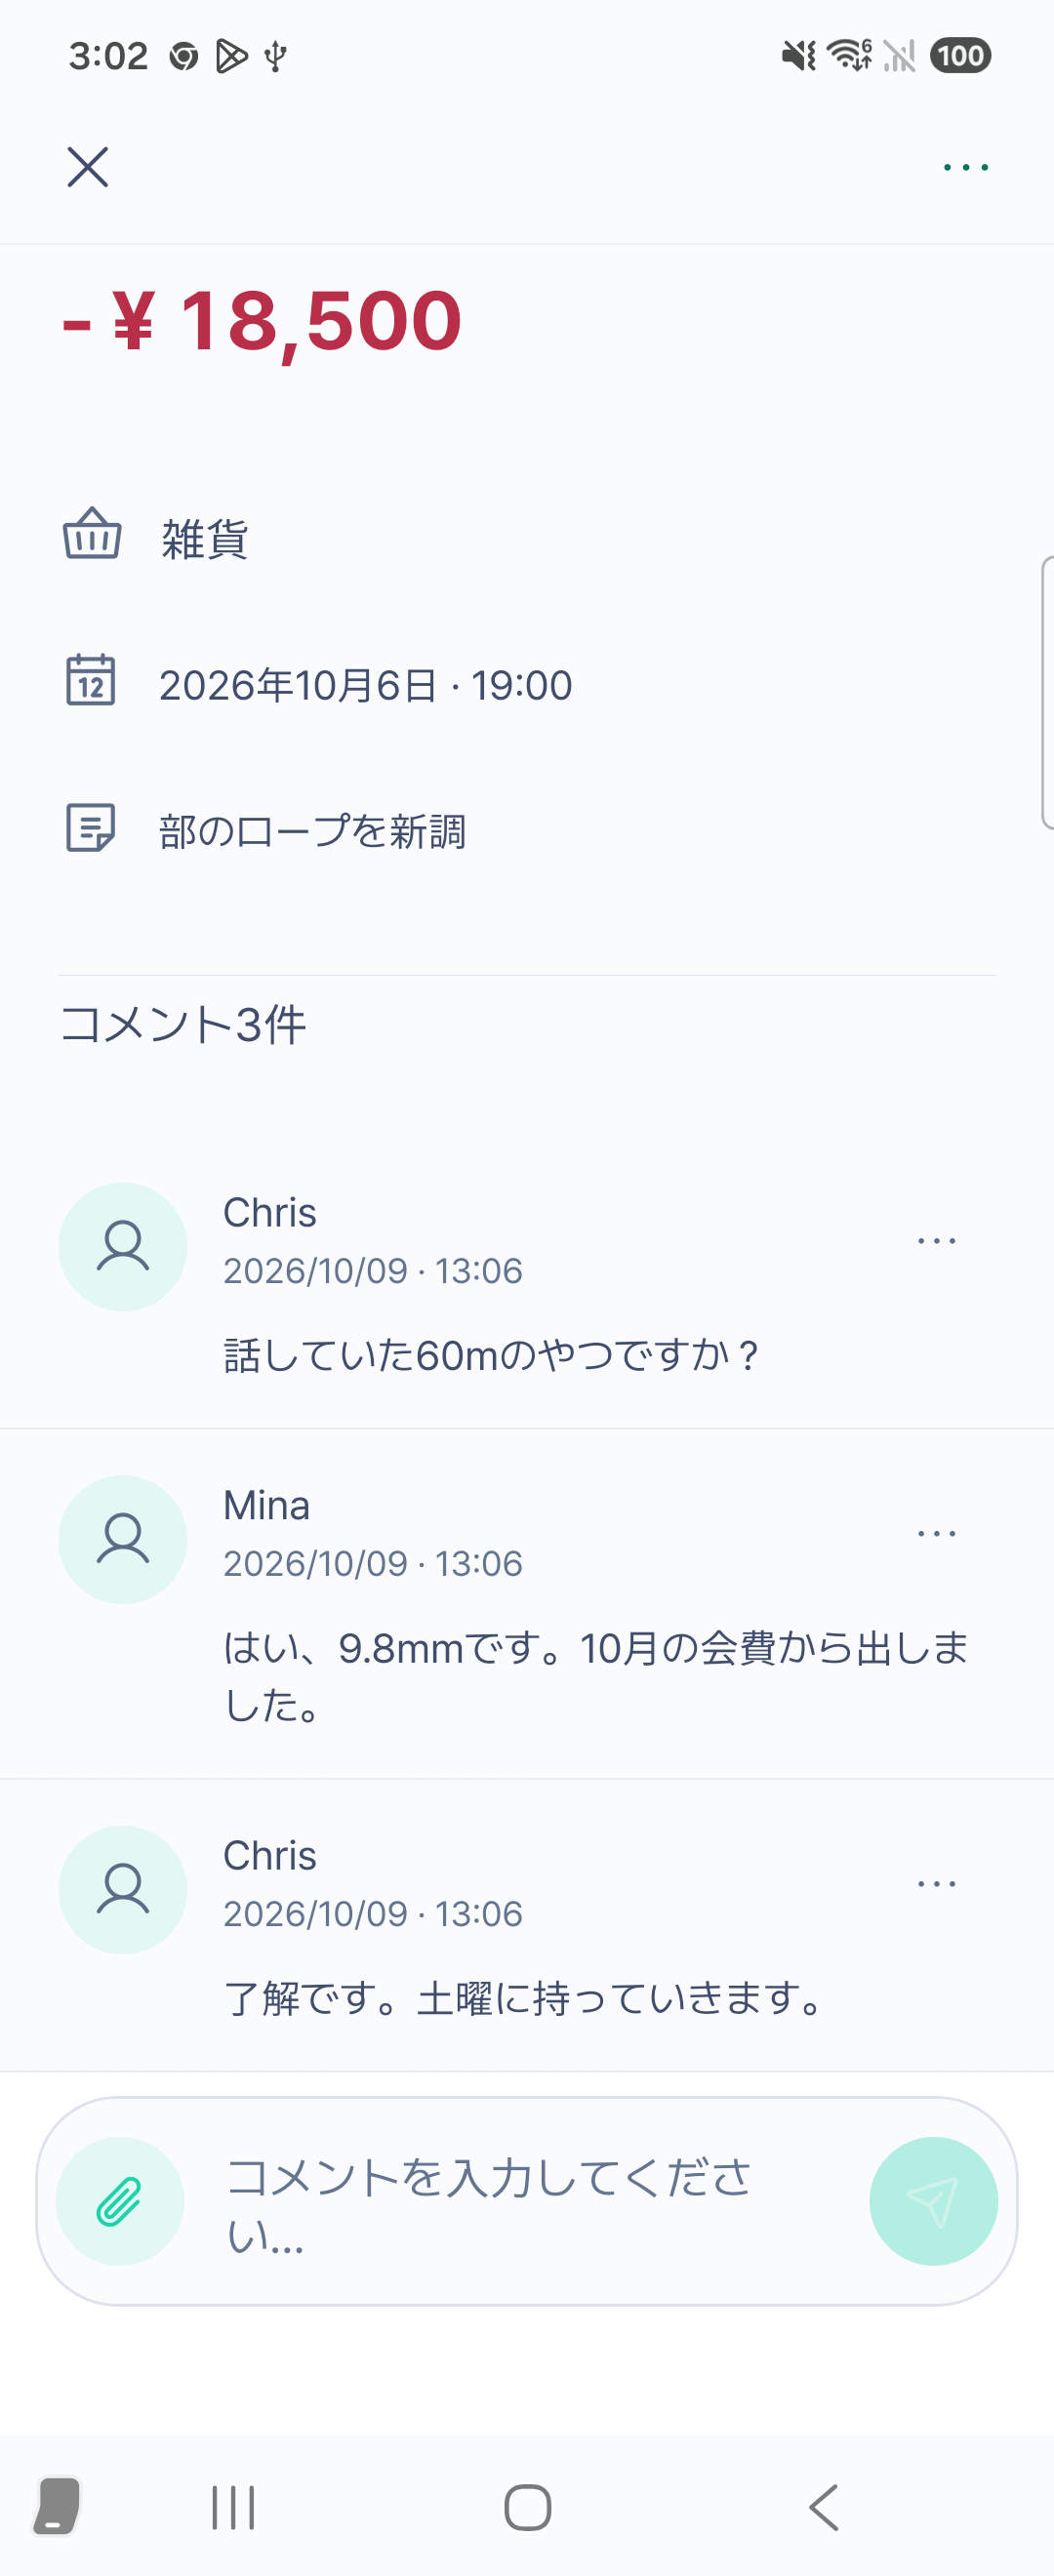 3:02
6
100
- ¥ 18,500
雑貨
12
2026年10月6日 · 19:00
部のロープを新調
コメント3件
Chris
2026/10/09 · 13:06
話していた60mのやつですか？
Mina
2026/10/09 · 13:06
はい、9.8mmです。10月の会費から出しま
した。
Chris
2026/10/09 · 13:06
了解です。土曜に持っていきます。
コメントを入力してくださ
い...